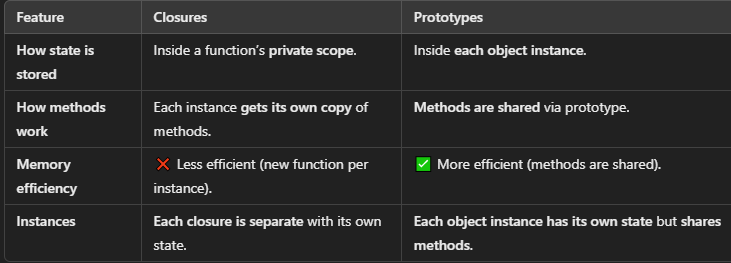 Feature Closures Prototypes
How state is Inside a function’s private scope. Inside each object instance.
stored
How methods Each instance gets its own copy of Methods are shared via prototype.
work methods.
Memory ❌ Less efficient (new function per ✅ More efficient (methods are shared).
efficiency instance).
Instances Each closure is separate with its own Each object instance has its own state but shares
state. methods.